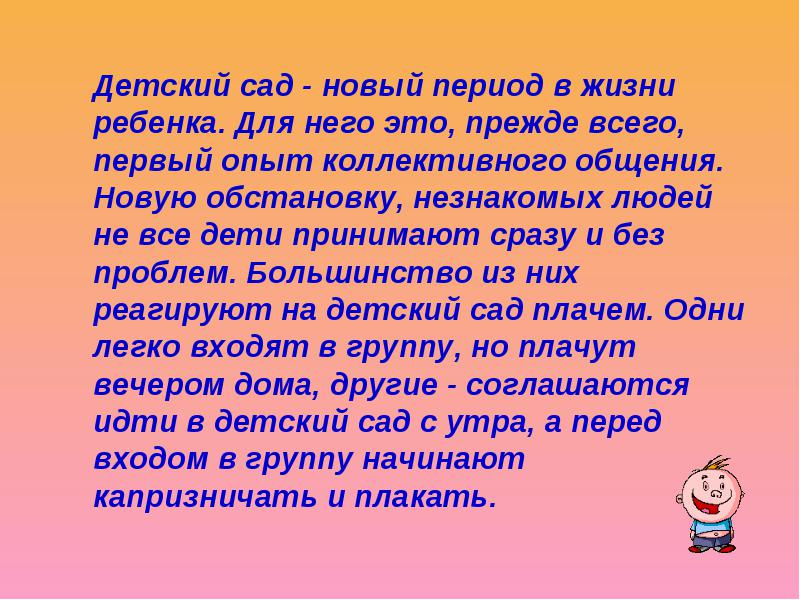 Детский сад - новый период в жизни
ребенка. Для него это, прежде всего,
первый опыт коллективного общения.
Новую обстановку, незнакомых людей
не все дети принимают сразу и без
проблем. Большинство из них
реагируют на детский сад плачем. Одни
легко входят в группу, но плачут
вечером дома, другие - соглашаются
идти в детский сад с утра, а перед
входом в группу начинают
капризничать и плакать.